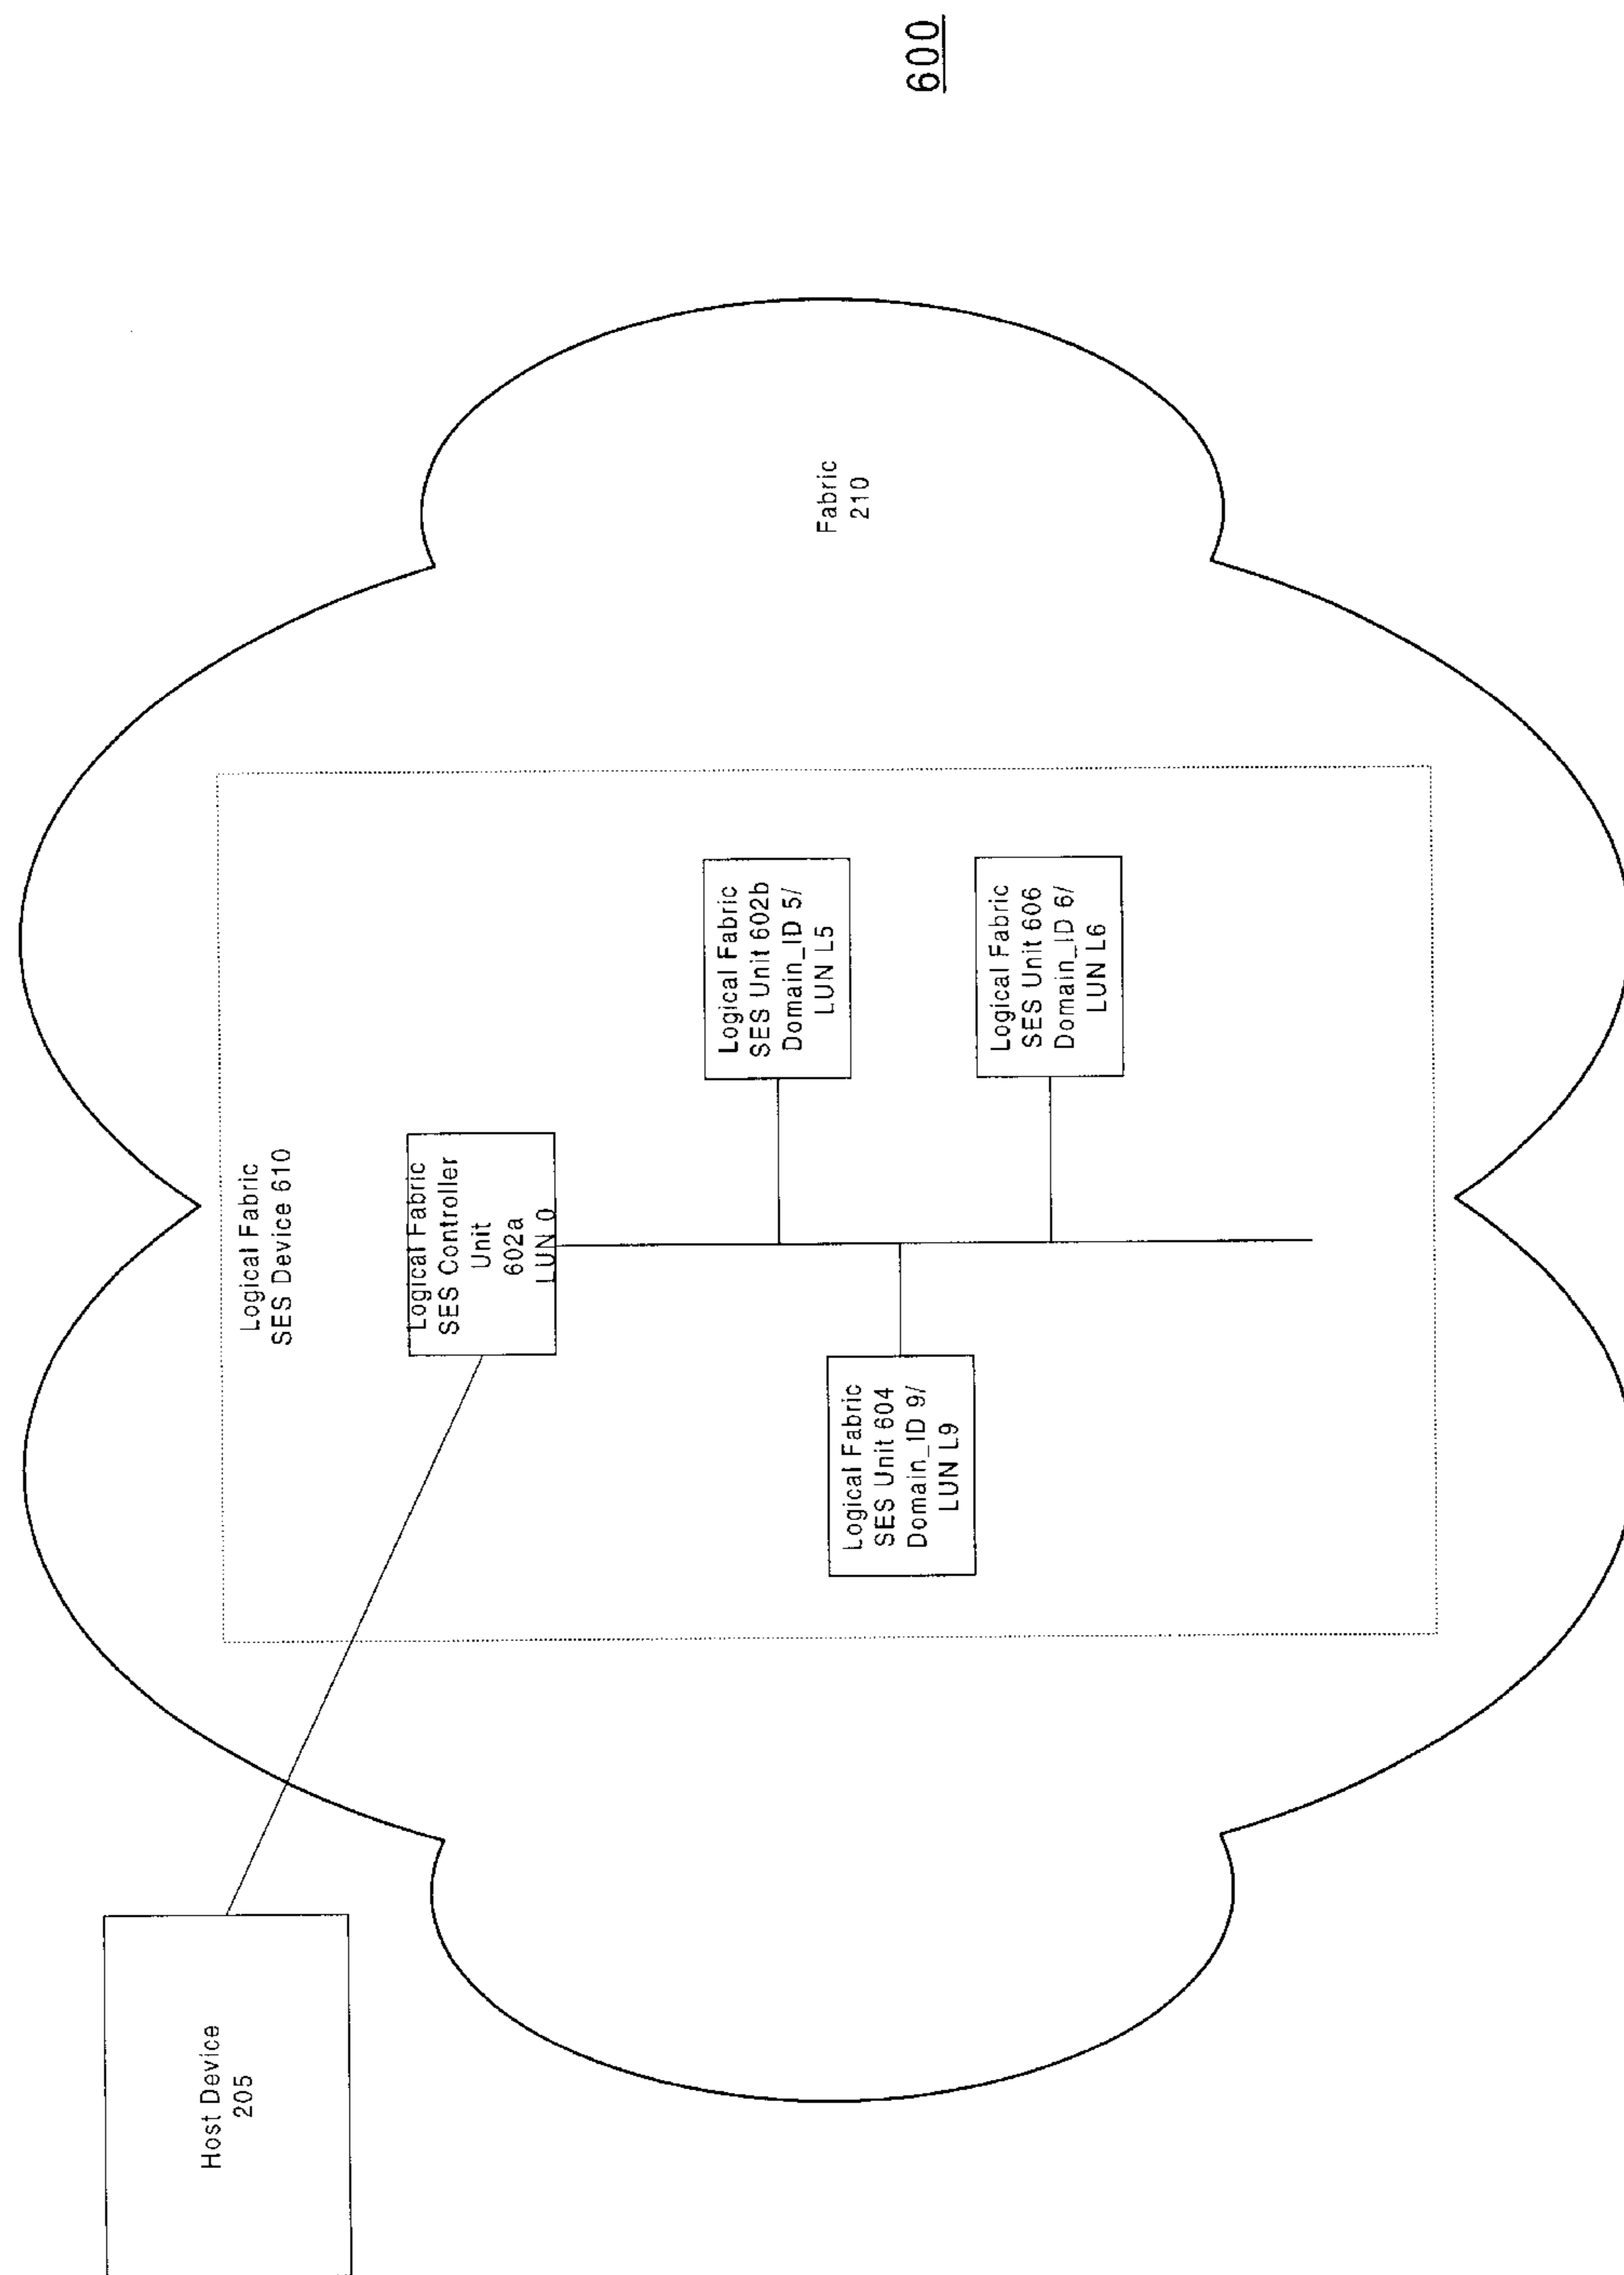 600
Host Device
205
Logical Fabric
SES Device 610
Logical Fabric
SES Controller
Unit
602a
LUN 0
Logical Fabric
SES Unit 602b
Domain_ID 5/
LUN L5
Logical Fabric
SES Unit 604
Domain_ID 9/
LUN L9
Logical Fabric
SES Unit 606
Domain_ID 6/
LUN L6
Fabric
210